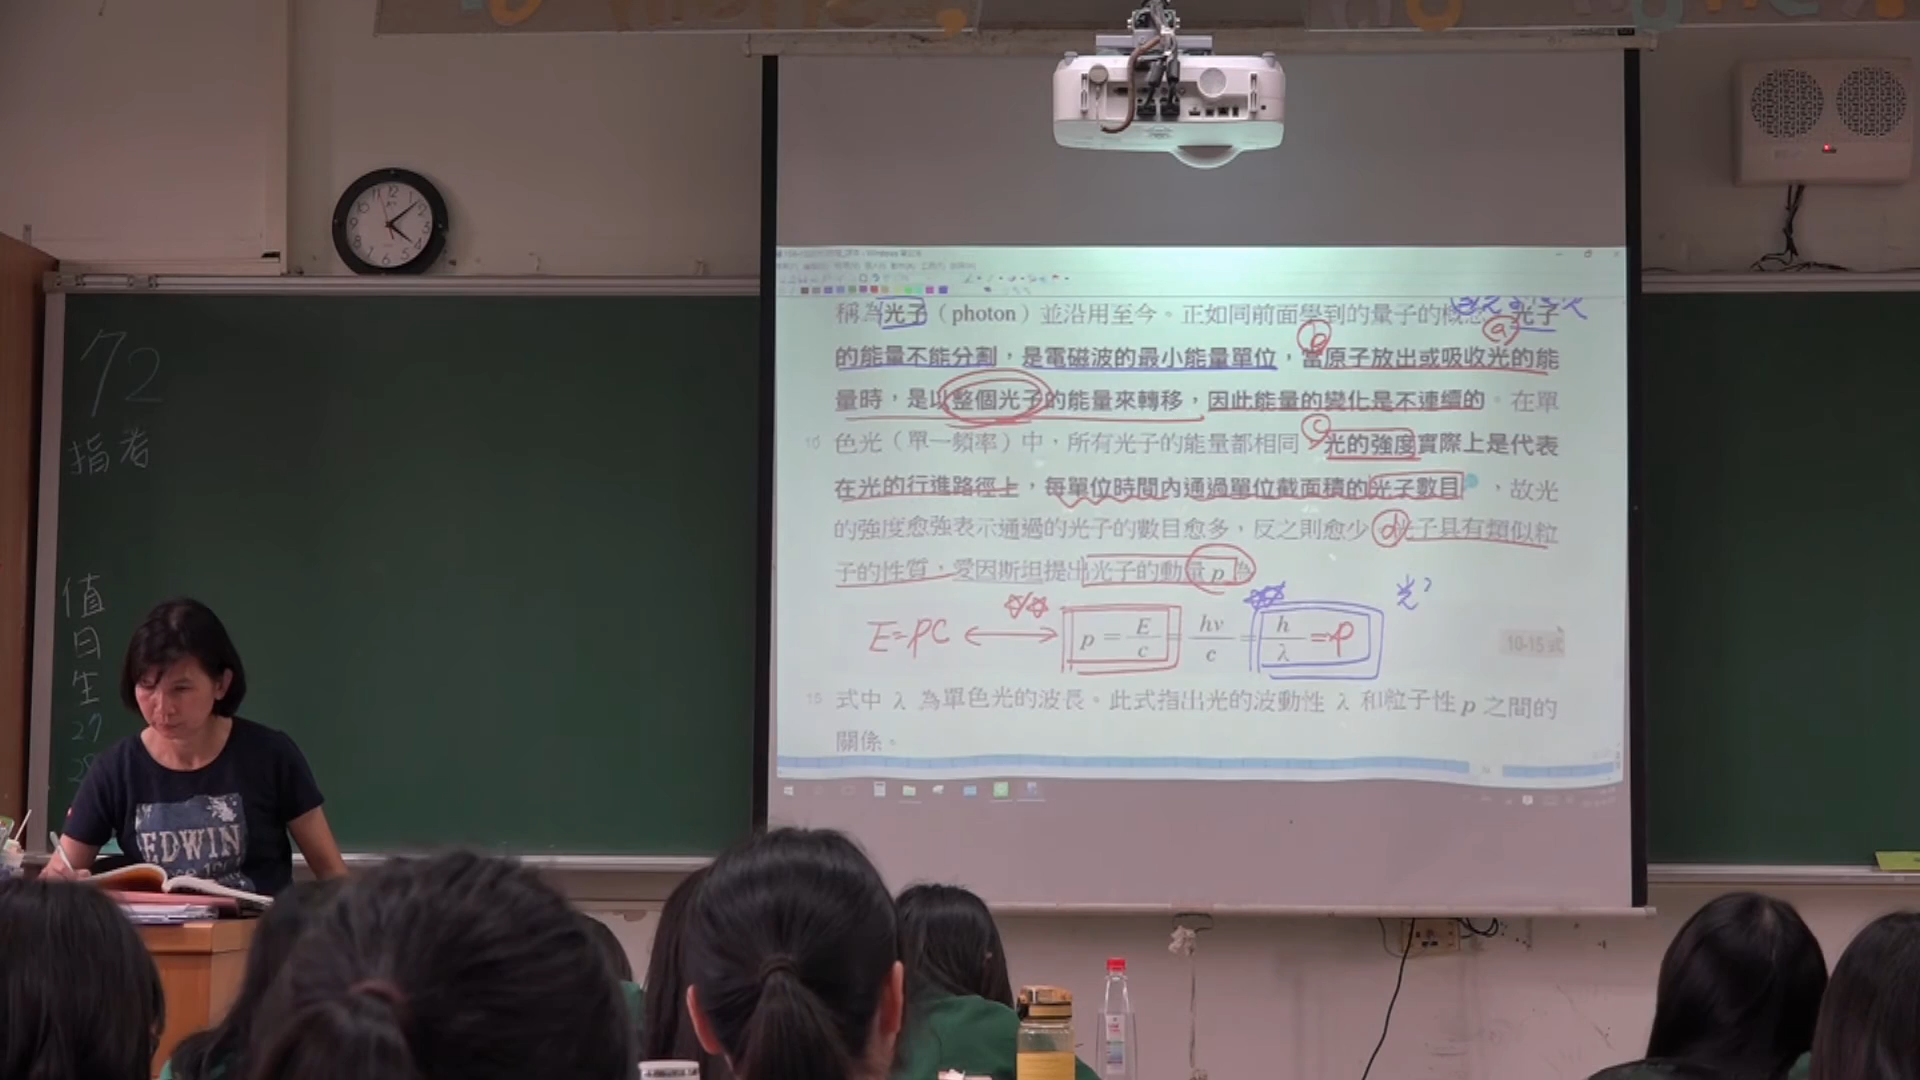 72
指考
值
日
生
27
EDWIN
稱為光子（photon）並沿用至今。正如同前面學到的量子的概念，光子
的能量不能分割，是電磁波的最小能量單位，當原子放出或吸收光的能
量時，是以整個光子的能量來轉移，因此能量的變化是不連續的。在單
10 色光（單一頻率）中，所有光子的能量都相同，光的強度實際上是代表
在光的行進路徑上，每單位時間內通過單位截面積的光子數目，故光
的強度愈強表示通過的光子的數目愈多，反之則愈少。光子具有類似粒
子的性質，愛因斯坦提出光子的動量 p 為
E=PC ⟷ p = E/c = hν/c = h/λ =p 10-15 式
15 式中 λ 為單色光的波長。此式指出光的波動性 λ 和粒子性 p 之間的
關係。
a
b
c
d